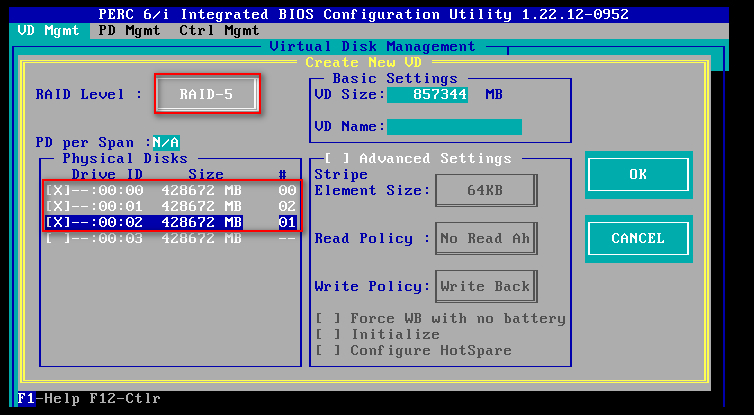 PERC 6/i Integrated BIOS Configuration Utility 1.22.12-0952
VD Mgmt  PD Mgmt  Ctrl Mgmt
Virtual Disk Management
Create New VD
RAID Level : RAID-5
PD per Span :N/A
Physical Disks
Drive ID  Size  #
[X]--:00:00  428672 MB  00
[X]--:00:01  428672 MB  02
[X]--:00:02  428672 MB  01
[ ]--:00:03  428672 MB  --
Basic Settings
VD Size: 857344 MB
VD Name:
[ ] Advanced Settings
Stripe
Element Size: 64KB
Read Policy : No Read Ah
Write Policy: Write Back
[ ] Force WB with no battery
[ ] Initialize
[ ] Configure HotSpare
OK
CANCEL
F1-Help F12-Ctlr